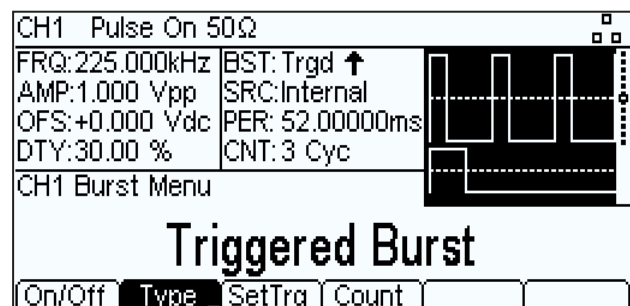 CH1 Pulse On 50Ω
FRQ:225.000kHz BST:Trgd ↑
AMP:1.000 Vpp SRC:Internal
OFS:+0.000 Vdc PER: 52.00000ms
DTY:30.00 % CNT:3 Cyc
CH1 Burst Menu
Triggered Burst
On/Off Type SetTrg Count